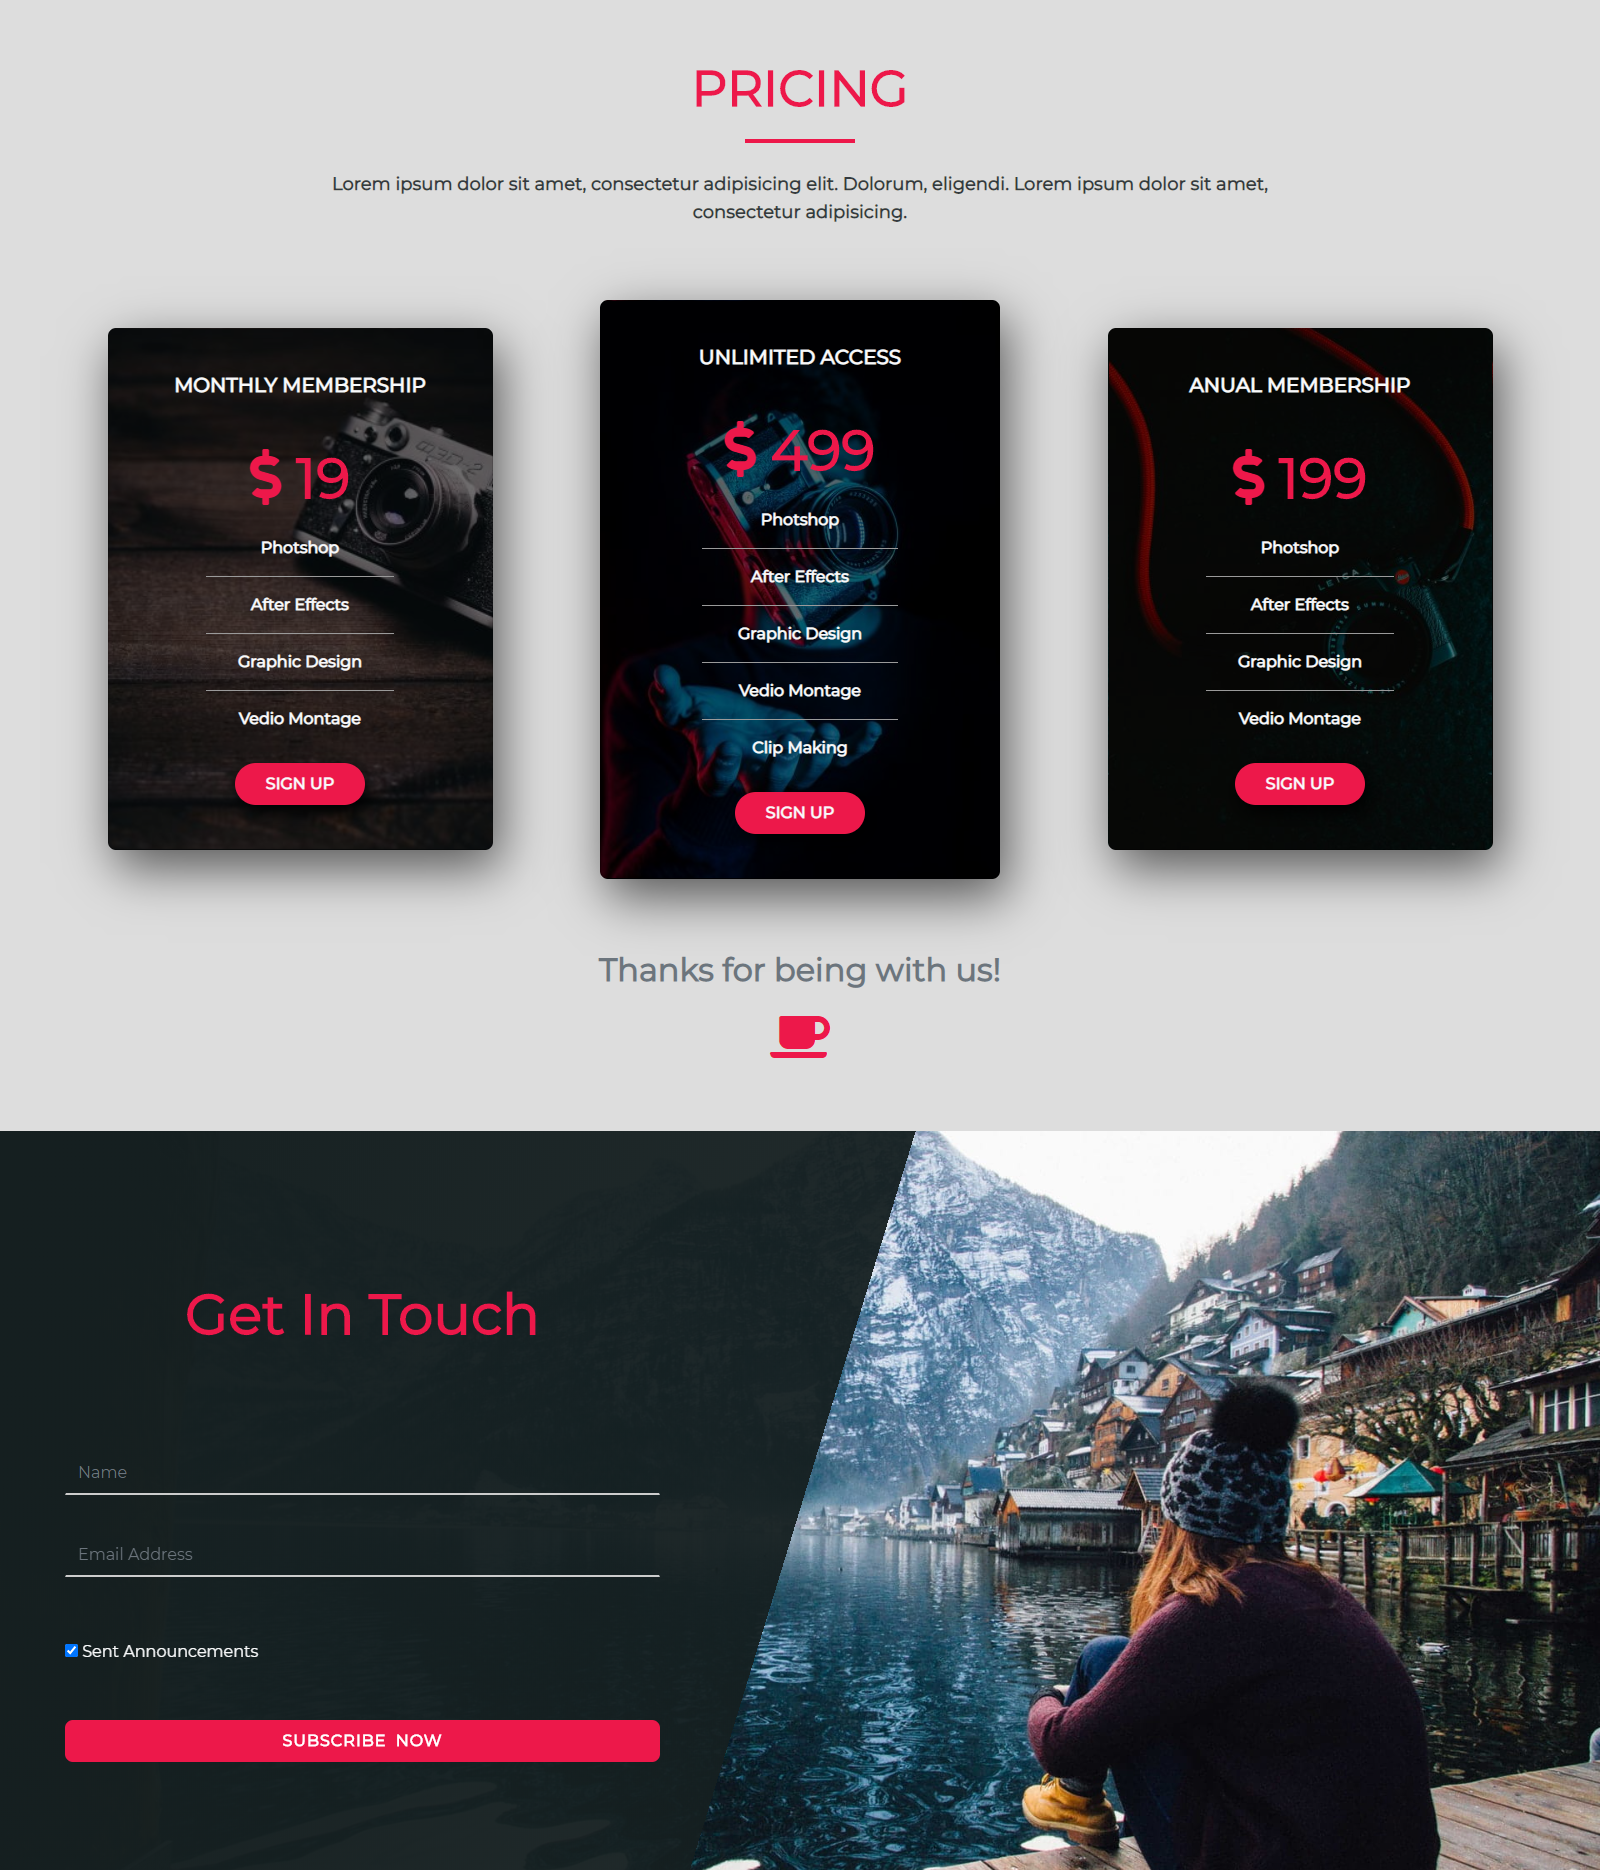 PRICING
Lorem ipsum dolor sit amet, consectetur adipisicing elit. Dolorum, eligendi. Lorem ipsum dolor sit amet,
consectetur adipisicing.
MONTHLY MEMBERSHIP
$ 19
Photshop
After Effects
Graphic Design
Vedio Montage
SIGN UP
UNLIMITED ACCESS
$ 499
Photshop
After Effects
Graphic Design
Vedio Montage
Clip Making
SIGN UP
ANUAL MEMBERSHIP
$ 199
Photshop
LEICA
After Effects
Graphic Design
Vedio Montage
SIGN UP
Thanks for being with us!
Get In Touch
Name
Email Address
Sent Announcements
SUBSCRIBE NOW